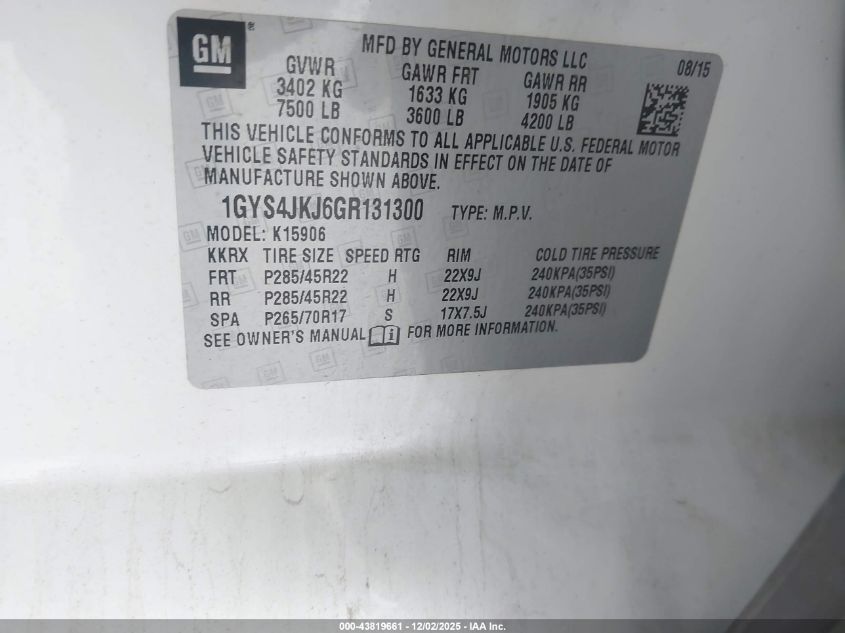 GM ®
MFD BY GENERAL MOTORS LLC 08/15
GVWR GAWR FRT GAWR RR
3402 KG 1633 KG 1905 KG
7500 LB 3600 LB 4200 LB
THIS VEHICLE CONFORMS TO ALL APPLICABLE U.S. FEDERAL MOTOR
VEHICLE SAFETY STANDARDS IN EFFECT ON THE DATE OF
MANUFACTURE SHOWN ABOVE.
1GYS4JKJ6GR131300 TYPE: M.P.V.
MODEL: K15906
KKRX TIRE SIZE SPEED RTG RIM COLD TIRE PRESSURE
FRT P285/45R22 H 22X9J 240KPA(35PSI)
RR P285/45R22 H 22X9J 240KPA(35PSI)
SPA P265/70R17 S 17X7.5J 240KPA(35PSI)
SEE OWNER'S MANUAL i FOR MORE INFORMATION.
000-43819661 - 12/02/2025 - IAA Inc.